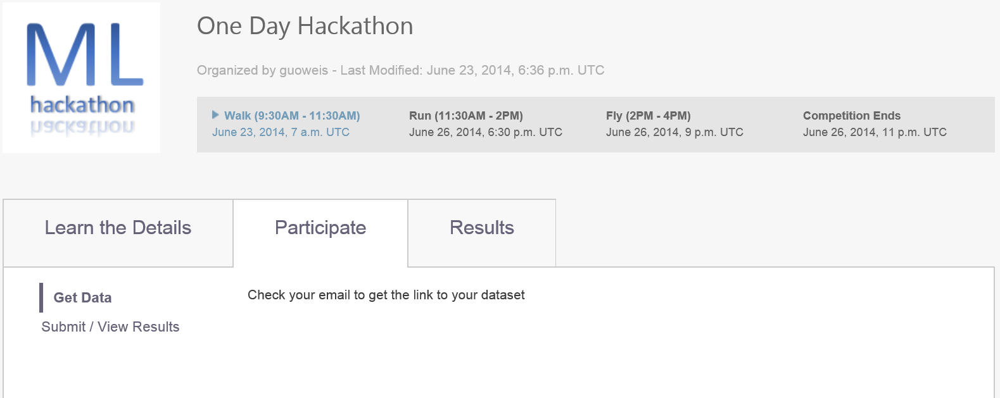 ML
hackathon
One Day Hackathon
Organized by guoweis - Last Modified: June 23, 2014, 6:36 p.m. UTC
Walk (9:30AM - 11:30AM)
June 23, 2014, 7 a.m. UTC
Run (11:30AM - 2PM)
June 26, 2014, 6:30 p.m. UTC
Fly (2PM - 4PM)
June 26, 2014, 9 p.m. UTC
Competition Ends
June 26, 2014, 11 p.m. UTC
Learn the Details
Participate
Results
Get Data
Submit / View Results
Check your email to get the link to your dataset